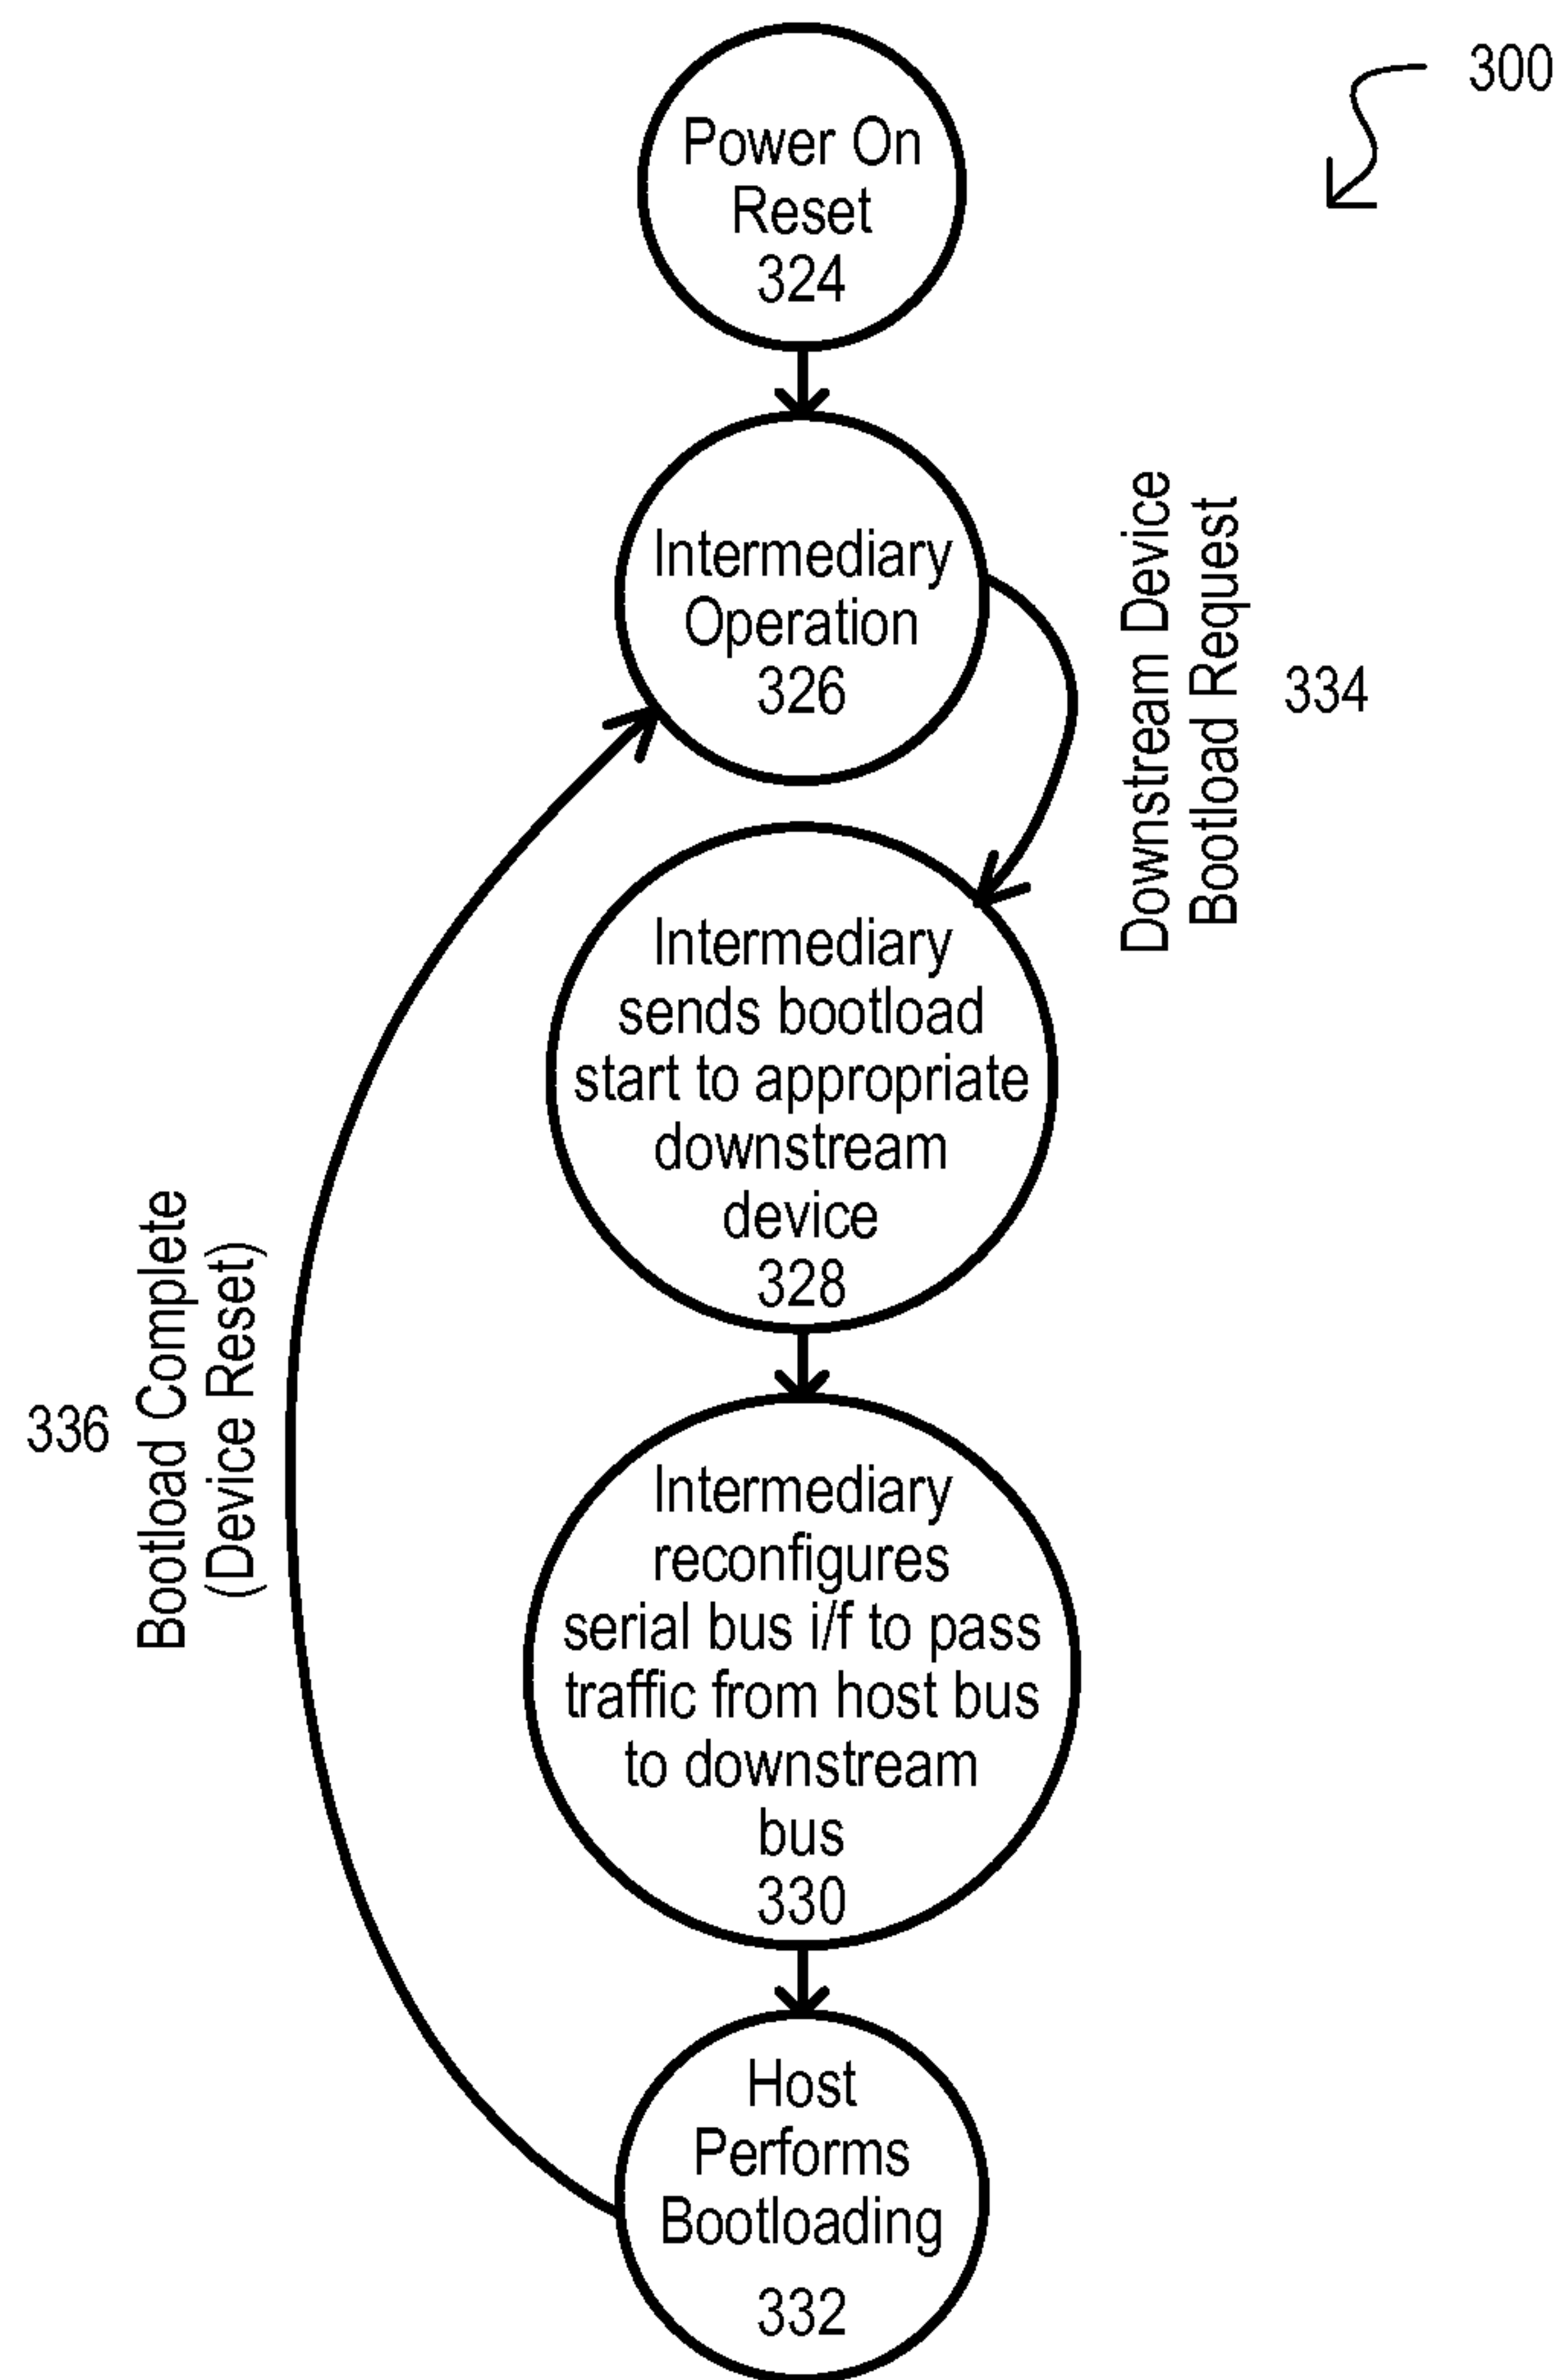 300
Power On
Reset
324
Intermediary
Operation
326
Downstream Device
Bootload Request
334
Intermediary
sends bootload
start to appropriate
downstream
device
328
Bootload Complete
(Device Reset)
336
Intermediary
reconfigures
serial bus i/f to pass
traffic from host bus
to downstream
bus
330
Host
Performs
Bootloading
332